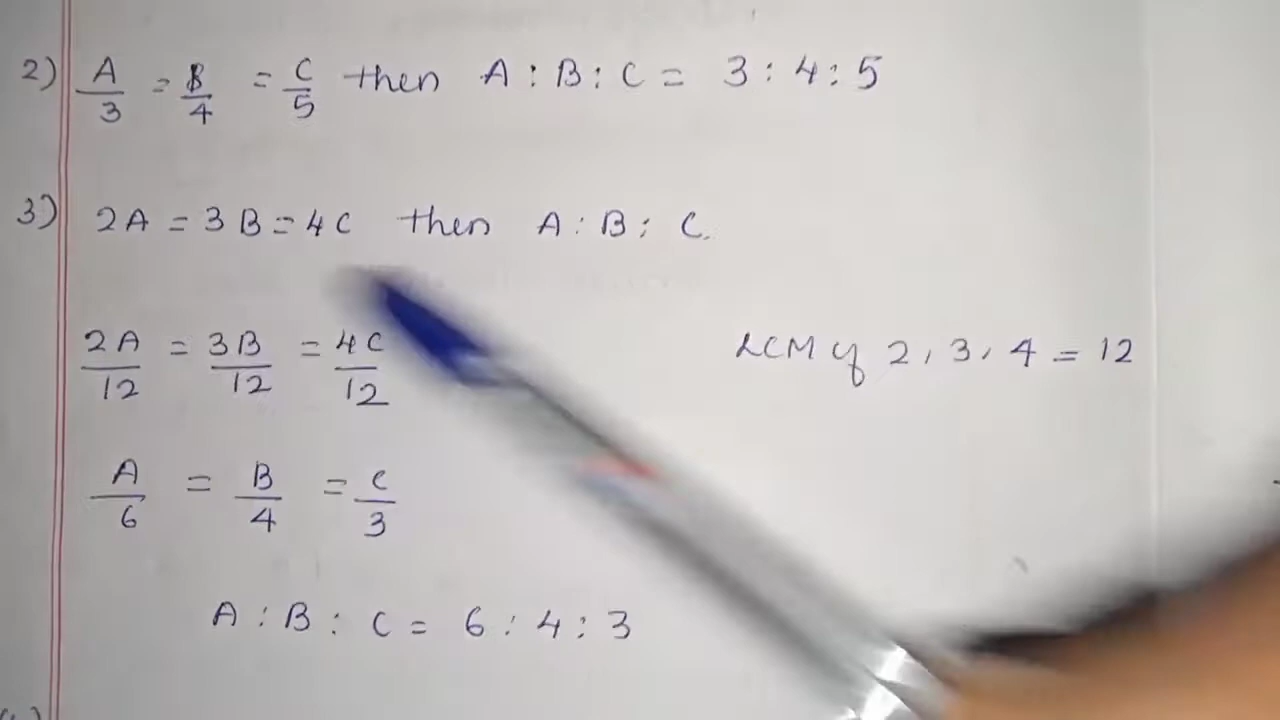 2) A/3 = B/4 = C/5 then A : B : C = 3 : 4 : 5
3) 2A = 3B = 4C then A : B : C.
2A/12 = 3B/12 = 4C/12
LCM of 2, 3, 4 = 12
A/6 = B/4 = C/3
A : B : C = 6 : 4 : 3